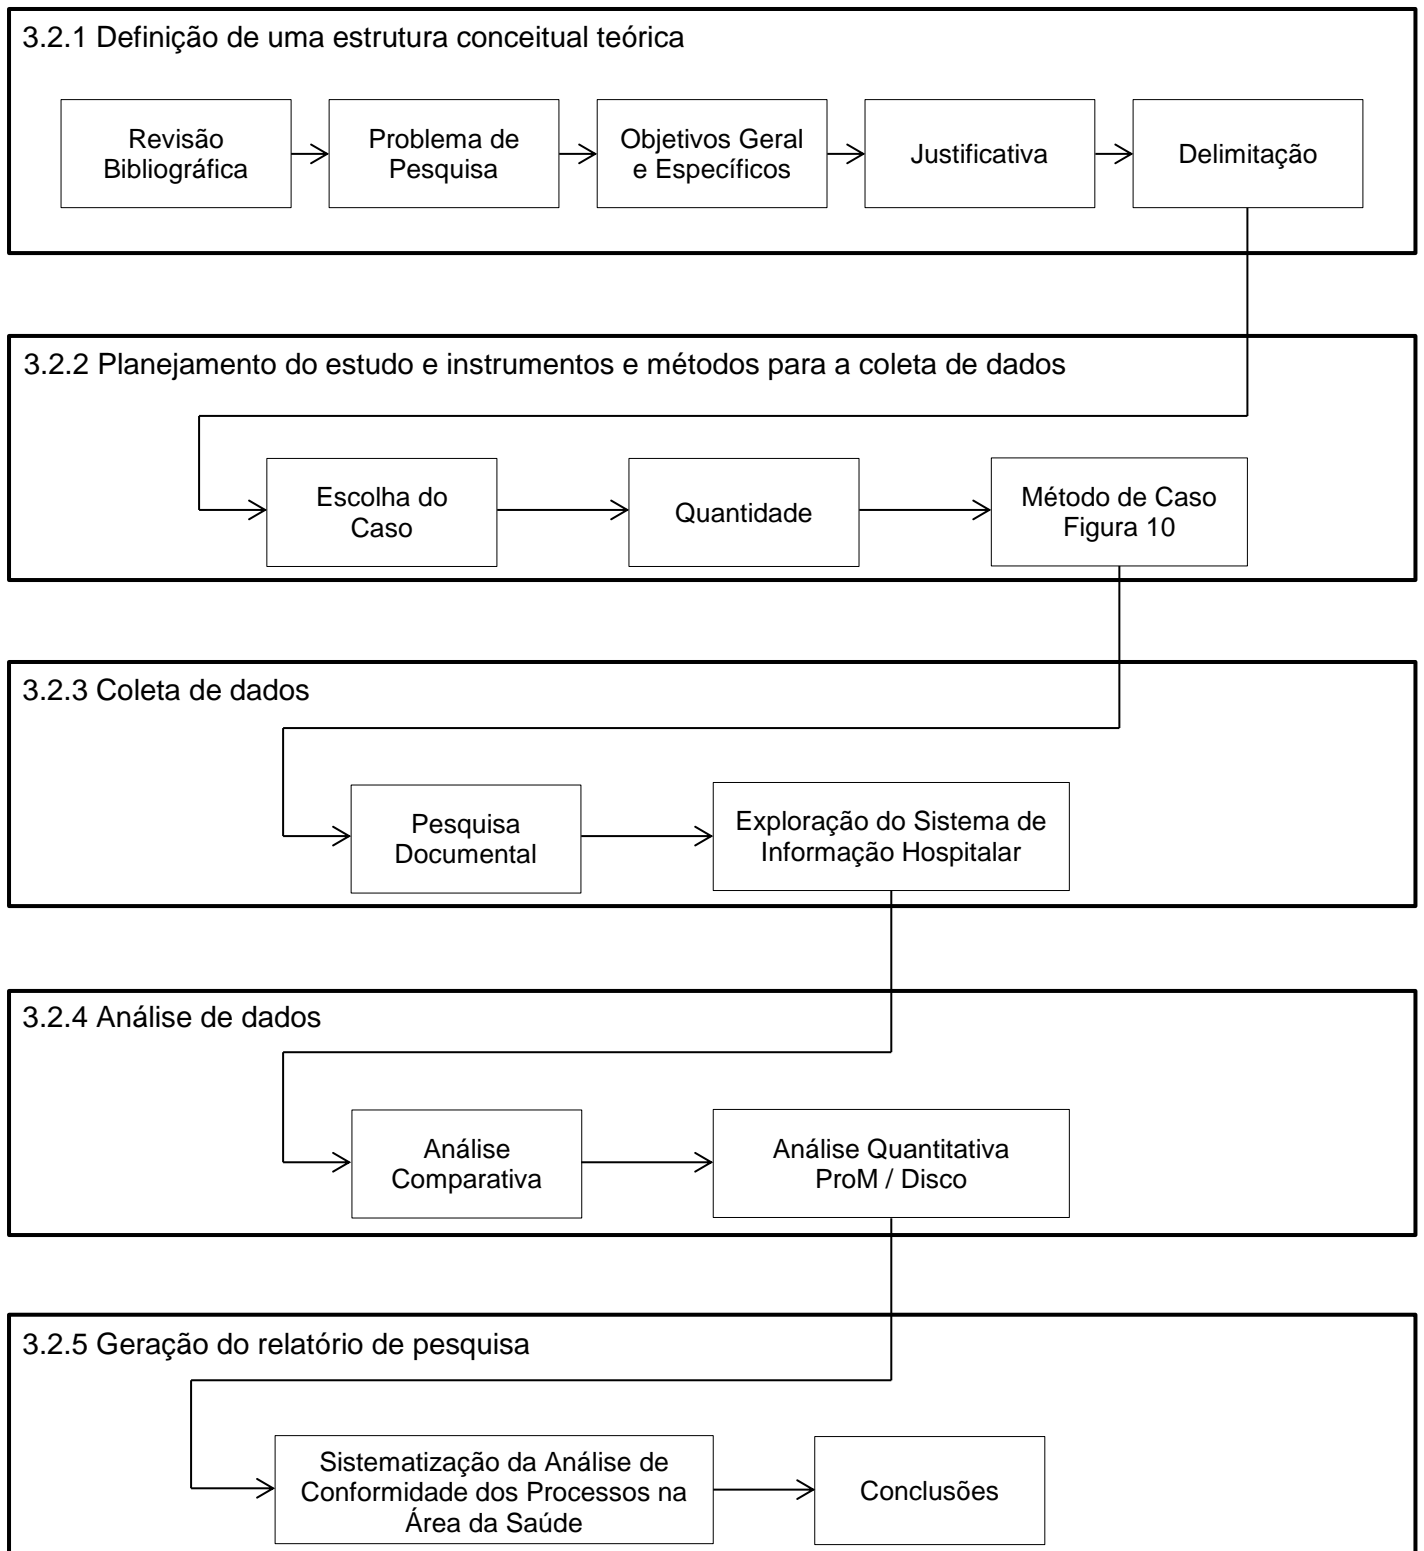 3.2.1 Definição de uma estrutura conceitual teórica
Revisão
Bibliográfica
Problema de
Pesquisa
Objetivos Geral
e Específicos
Justificativa
Delimitação
3.2.2 Planejamento do estudo e instrumentos e métodos para a coleta de dados
Escolha do
Caso
Quantidade
Método de Caso
Figura 10
3.2.3 Coleta de dados
Pesquisa
Documental
Exploração do Sistema de
Informação Hospitalar
3.2.4 Análise de dados
Análise
Comparativa
Análise Quantitativa
ProM / Disco
3.2.5 Geração do relatório de pesquisa
Sistematização da Análise de
Conformidade dos Processos na
Área da Saúde
Conclusões